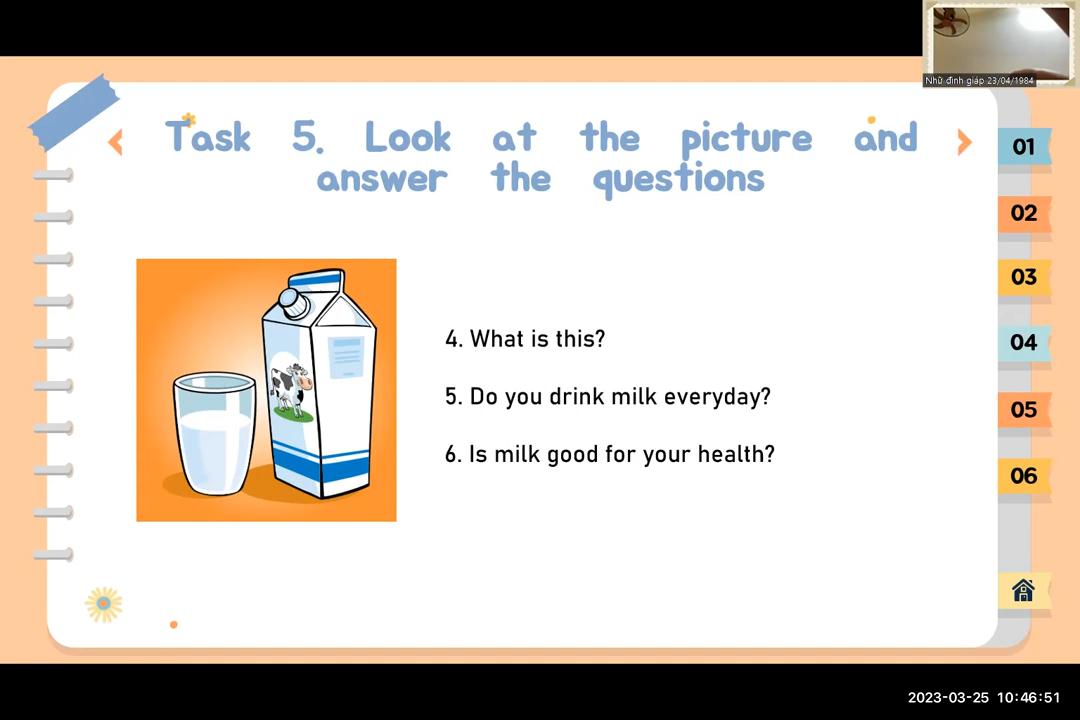 Nhữ đình giáp 23/04/1984
Task 5. Look at the picture and
answer the questions
4. What is this?
5. Do you drink milk everyday?
6. Is milk good for your health?
01
02
03
04
05
06
2023-03-25 10:46:51